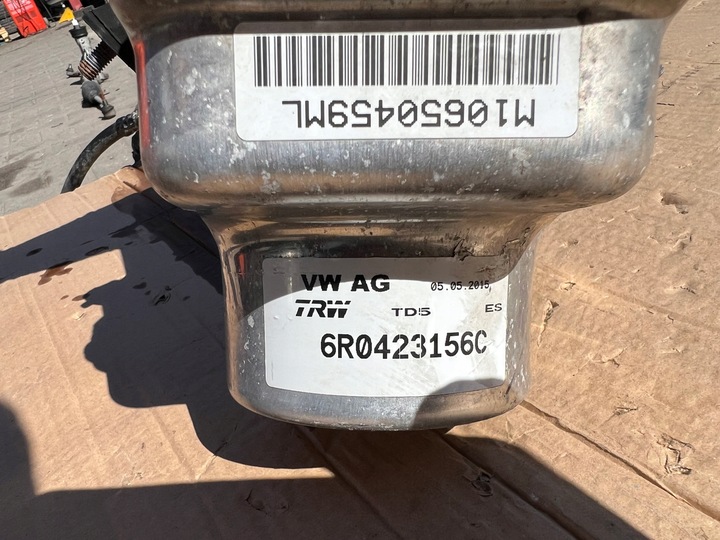 M10650459ML
VW AG 05.05.2015
TRW TD5 ES
6R0423156C